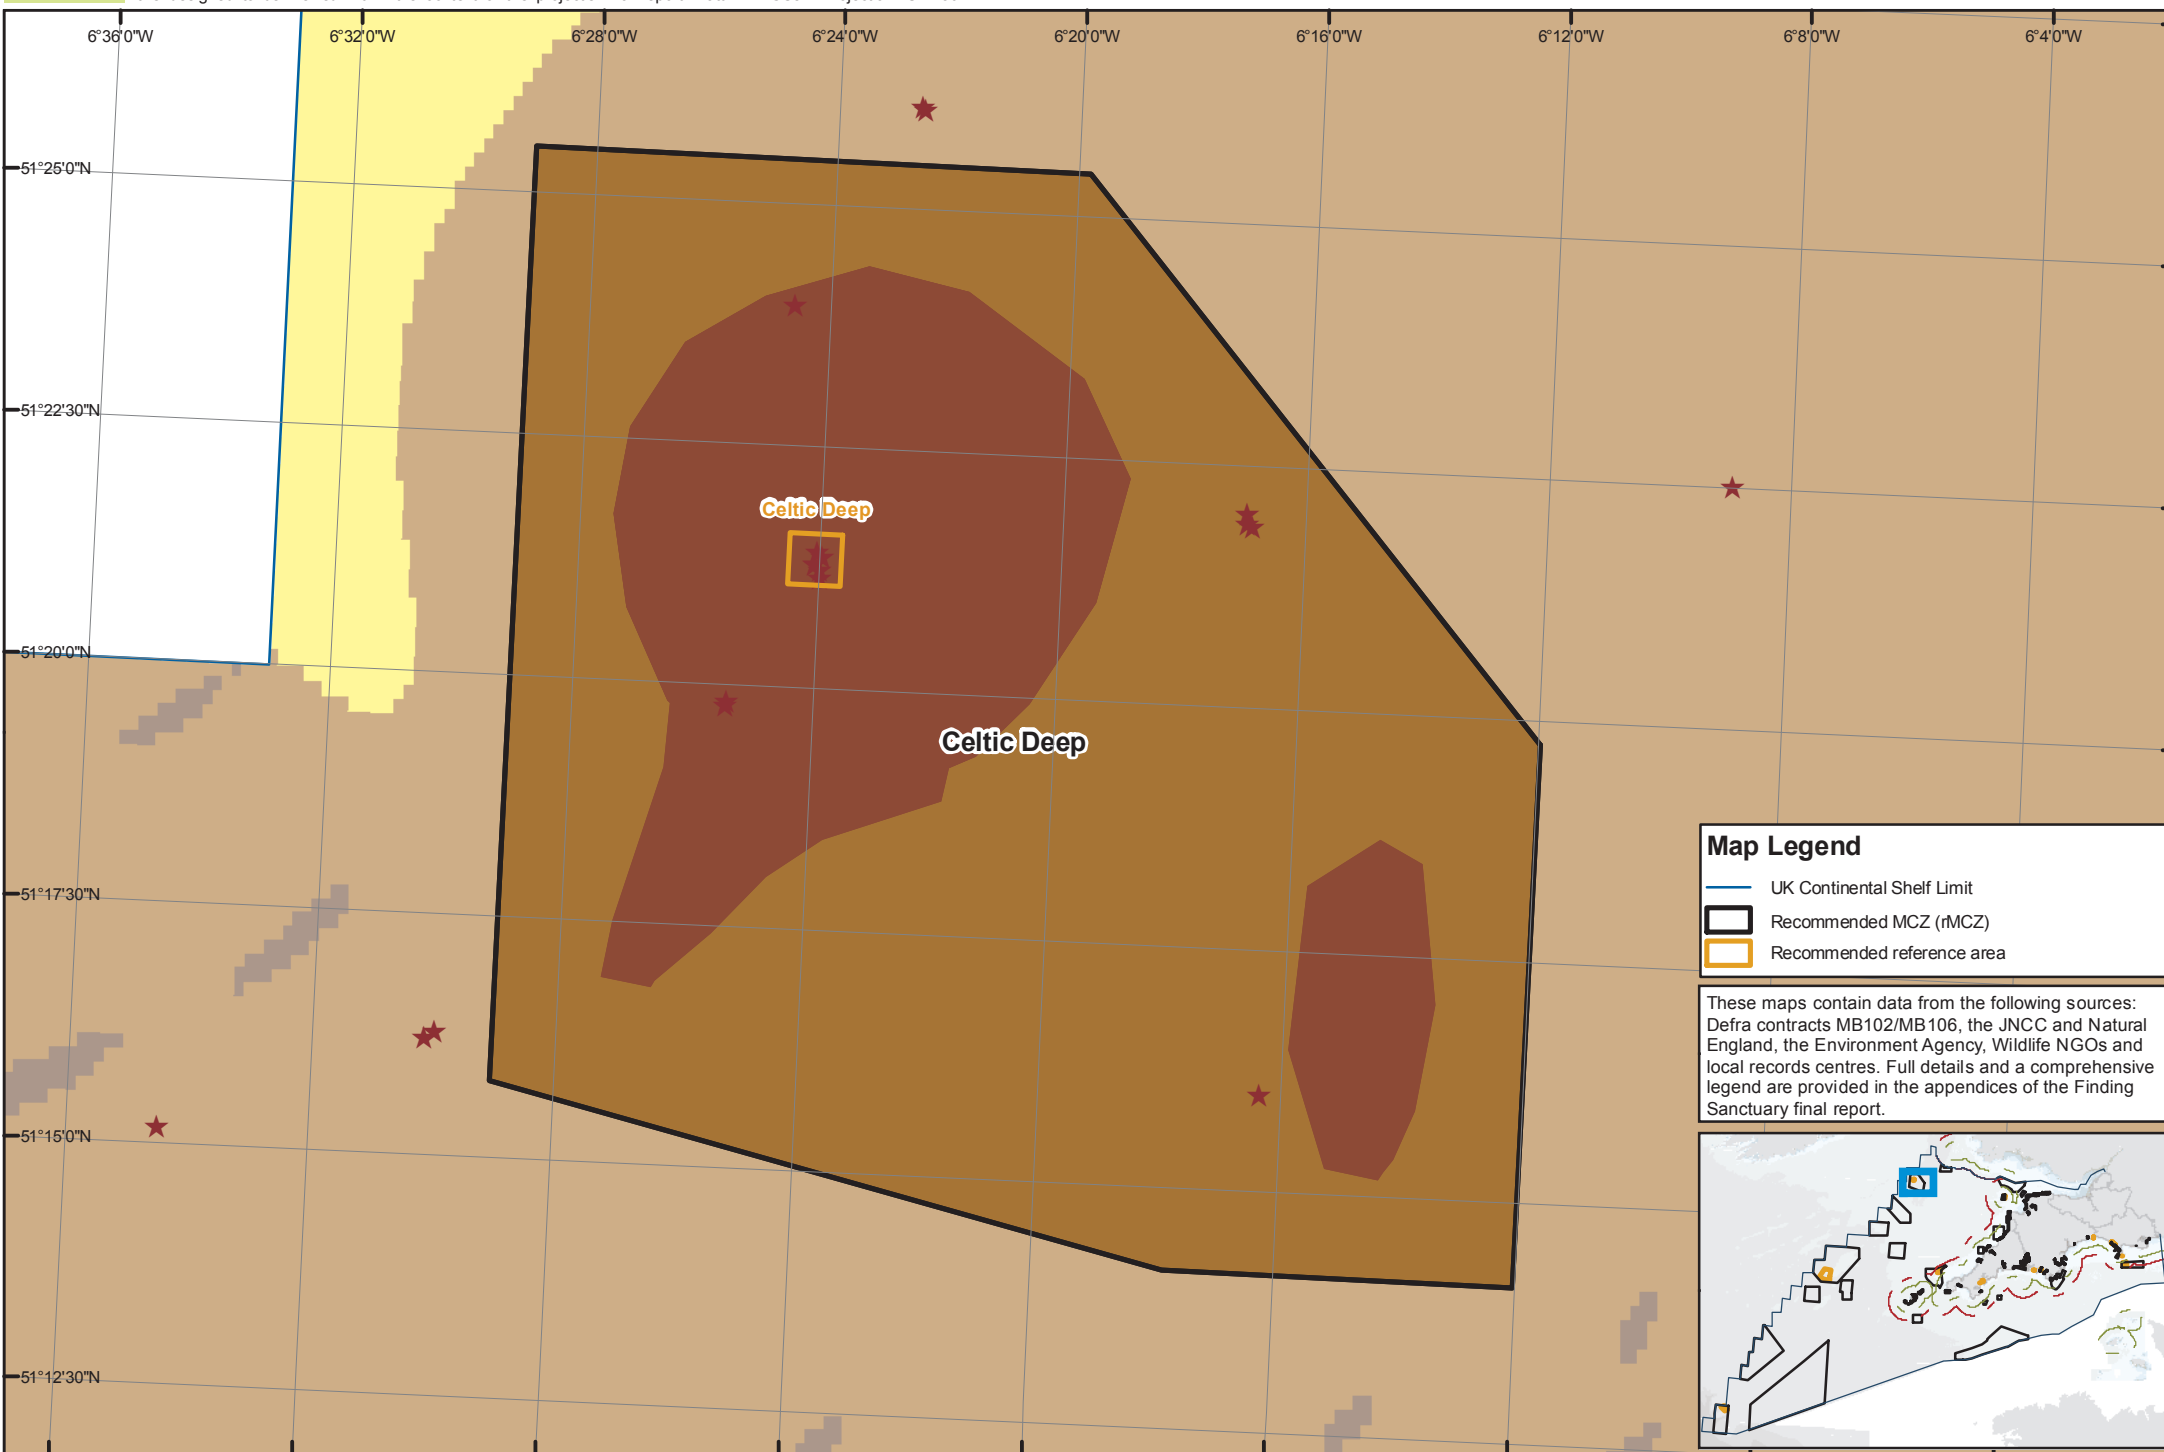 6°36'0"W 6°32'0"W 6°28'0"W 6°24'0"W 6°20'0"W 6°16'0"W 6°12'0"W 6°8'0"W 6°4'0"W
51°25'0"N
51°22'30"N
Celtic Deep
51°20'0"N
Celtic Deep
51°17'30"N
51°15'0"N
51°12'30"N
Map Legend
UK Continental Shelf Limit
Recommended MCZ (rMCZ)
Recommended reference area
These maps contain data from the following sources:
Defra contracts MB102/MB106, the JNCC and Natural
England, the Environment Agency, Wildlife NGOs and
local records centres. Full details and a comprehensive
legend are provided in the appendices of the Finding
Sanctuary final report.